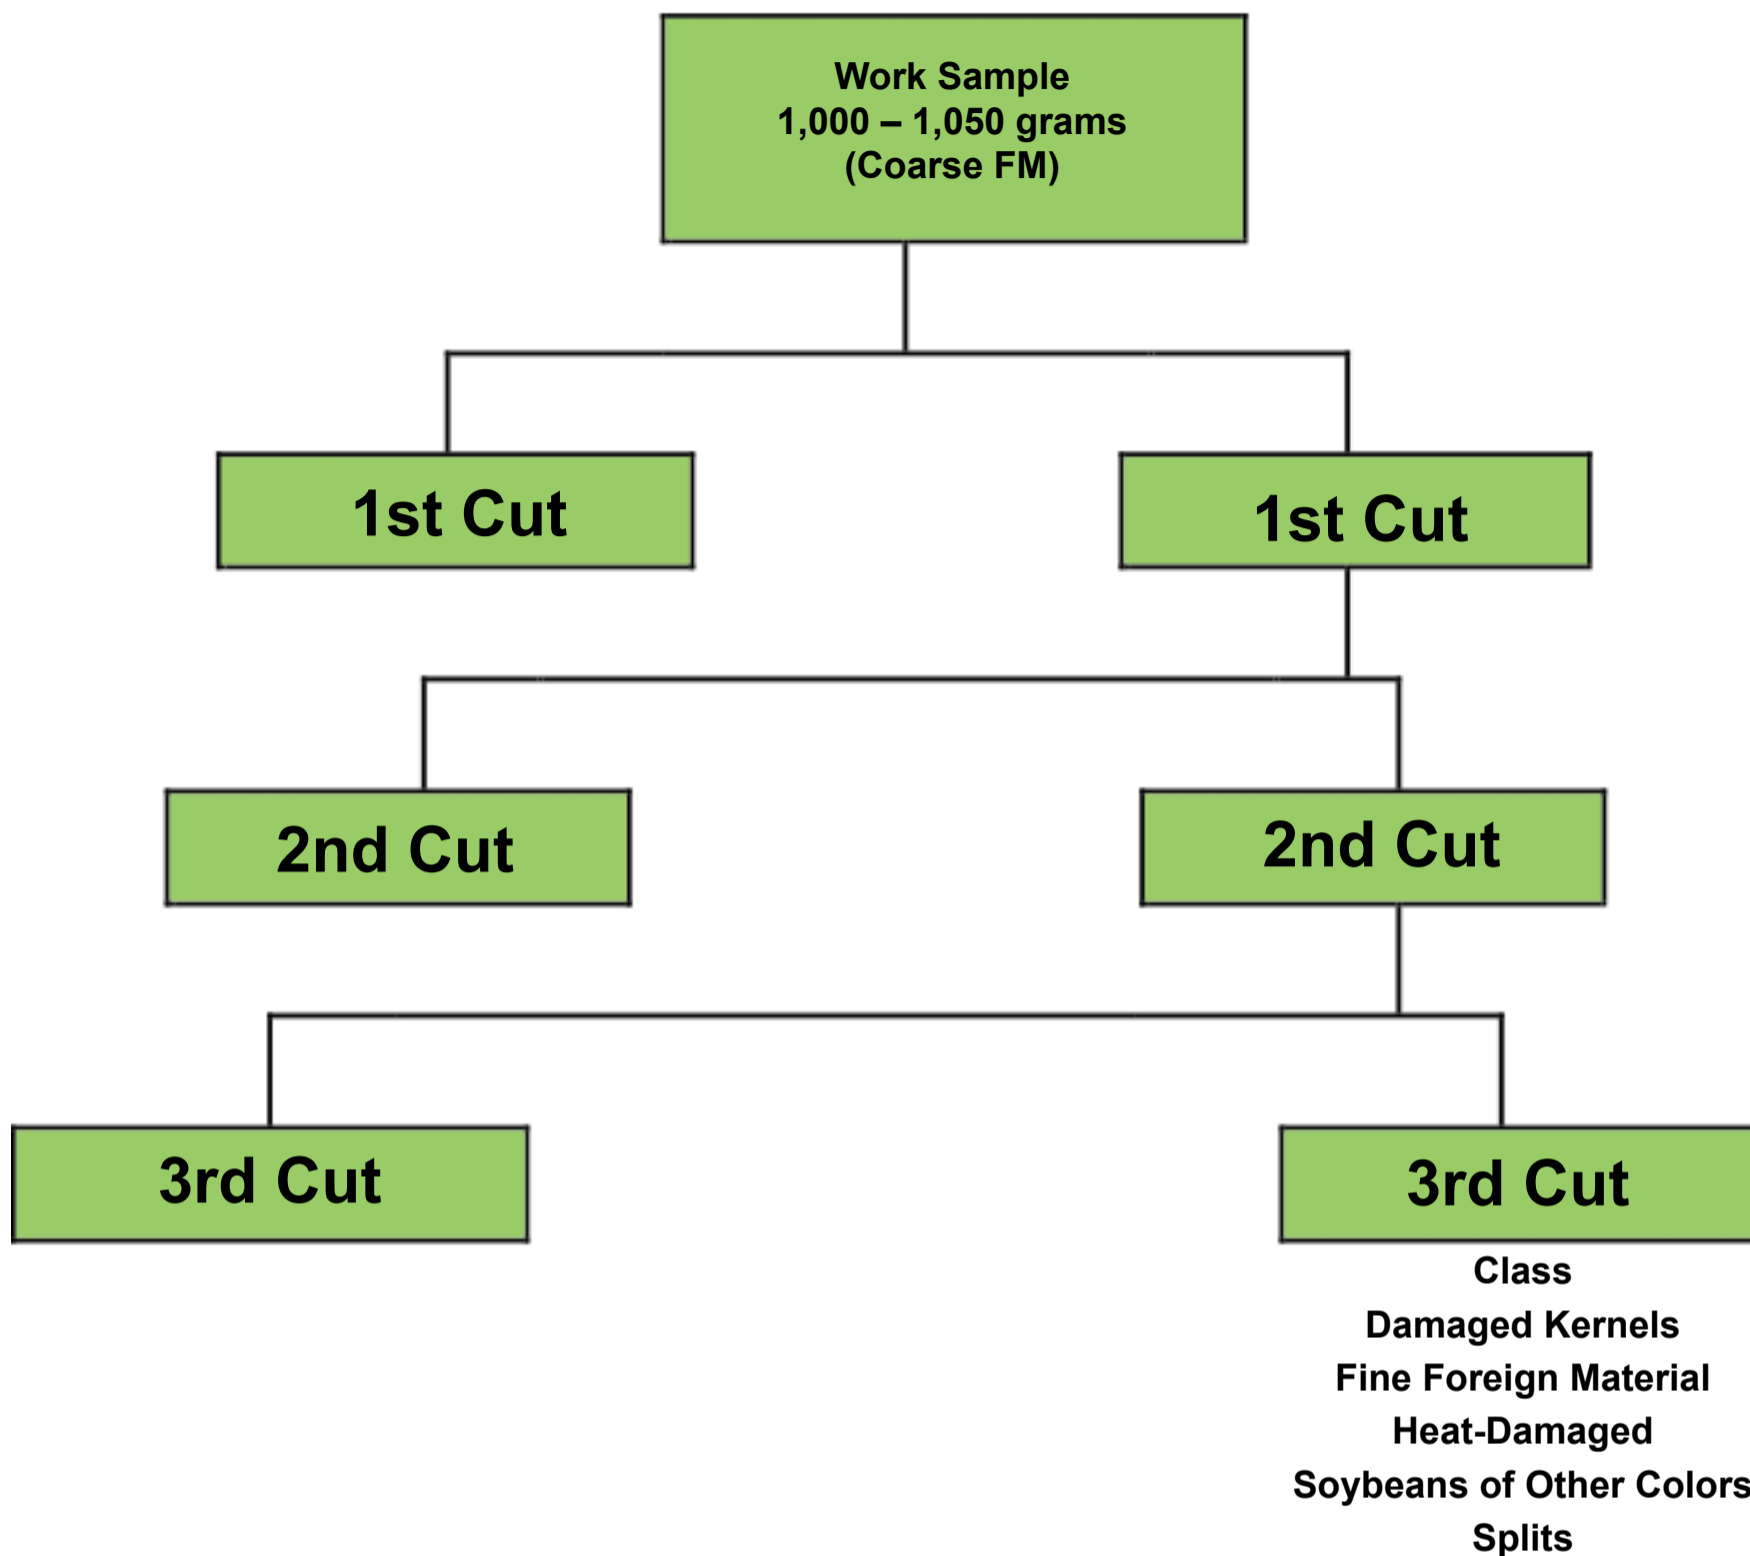 Work Sample
1,000 – 1,050 grams
(Coarse FM)
1st Cut
1st Cut
2nd Cut
2nd Cut
3rd Cut
3rd Cut
Class
Damaged Kernels
Fine Foreign Material
Heat-Damaged
Soybeans of Other Colors
Splits